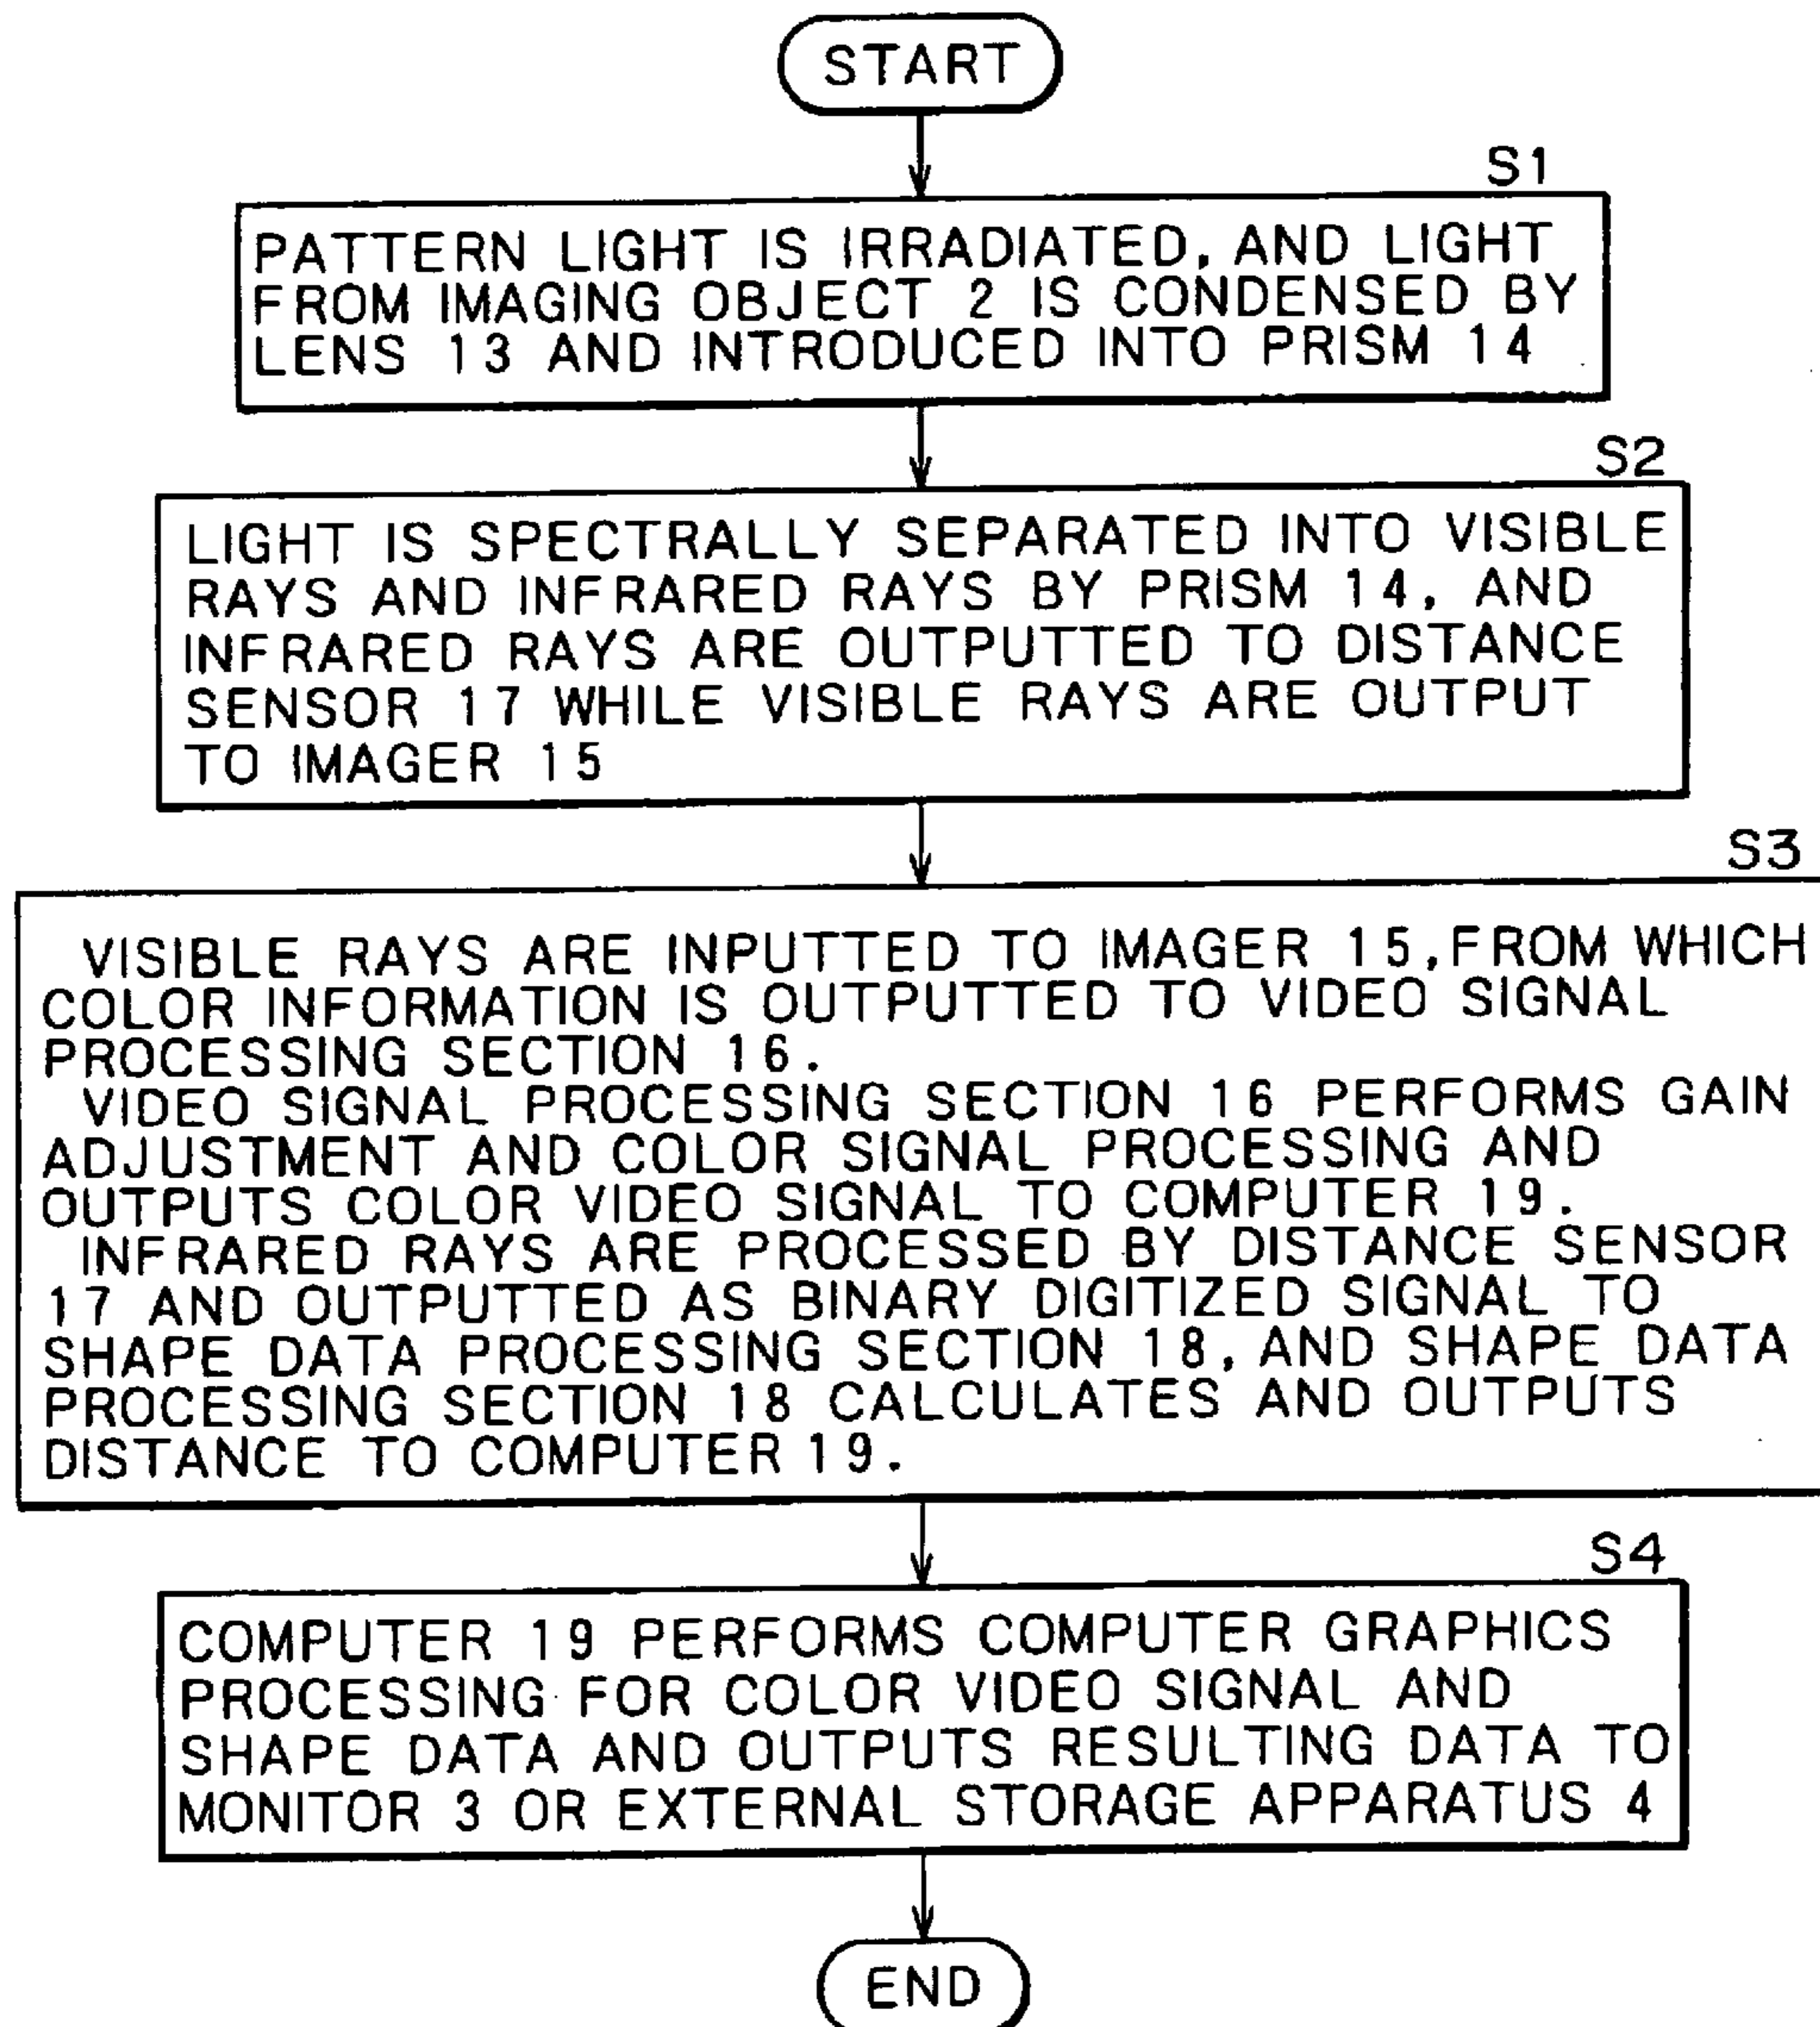 START
S1
PATTERN LIGHT IS IRRADIATED, AND LIGHT
FROM IMAGING OBJECT 2 IS CONDENSED BY
LENS 13 AND INTRODUCED INTO PRISM 14
S2
LIGHT IS SPECTRALLY SEPARATED INTO VISIBLE
RAYS AND INFRARED RAYS BY PRISM 14, AND
INFRARED RAYS ARE OUTPUTTED TO DISTANCE
SENSOR 17 WHILE VISIBLE RAYS ARE OUTPUT
TO IMAGER 15
S3
VISIBLE RAYS ARE INPUTTED TO IMAGER 15, FROM WHICH
COLOR INFORMATION IS OUTPUTTED TO VIDEO SIGNAL
PROCESSING SECTION 16.
VIDEO SIGNAL PROCESSING SECTION 16 PERFORMS GAIN
ADJUSTMENT AND COLOR SIGNAL PROCESSING AND
OUTPUTS COLOR VIDEO SIGNAL TO COMPUTER 19.
INFRARED RAYS ARE PROCESSED BY DISTANCE SENSOR
17 AND OUTPUTTED AS BINARY DIGITIZED SIGNAL TO
SHAPE DATA PROCESSING SECTION 18, AND SHAPE DATA
PROCESSING SECTION 18 CALCULATES AND OUTPUTS
DISTANCE TO COMPUTER 19.
S4
COMPUTER 19 PERFORMS COMPUTER GRAPHICS
PROCESSING FOR COLOR VIDEO SIGNAL AND
SHAPE DATA AND OUTPUTS RESULTING DATA TO
MONITOR 3 OR EXTERNAL STORAGE APPARATUS 4
END